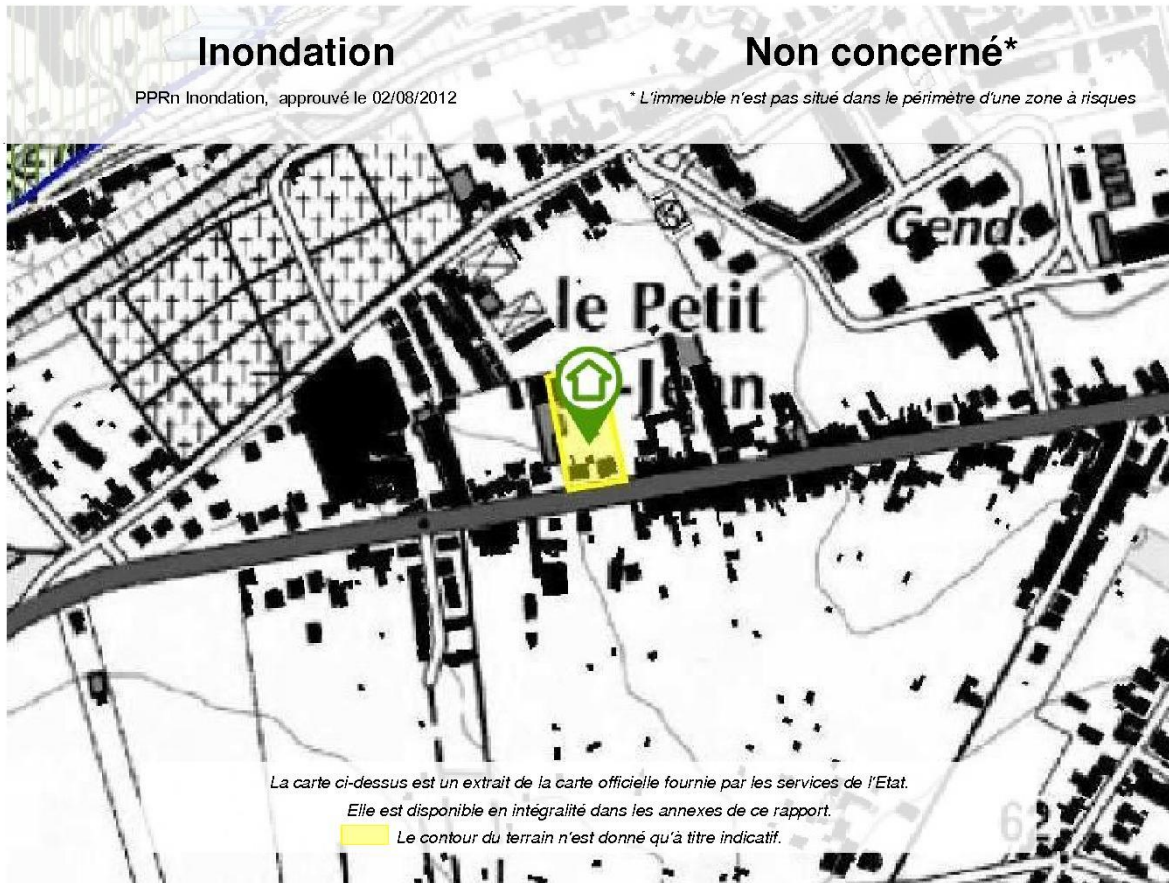 Inondation
Non concerné*
PPRn Inondation, approuvé le 02/08/2012
* L'immeuble n'est pas situé dans le périmètre d'une zone à risques
Gend.
le Petit
-Jean
La carte ci-dessus est un extrait de la carte officielle fournie par les services de l'Etat.
Elle est disponible en intégralité dans les annexes de ce rapport.
62
Le contour du terrain n'est donné qu'à titre indicatif.